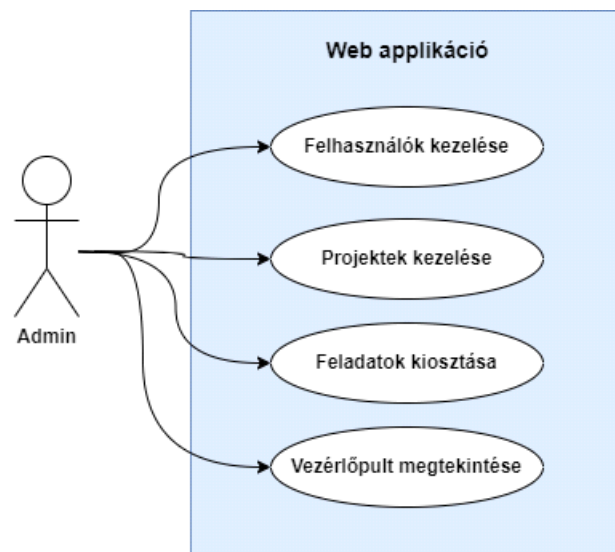 Web applikáció
Felhasználók kezelése
Projektek kezelése
Admin
Feladatok kiosztása
Vezérlőpult megtekintése